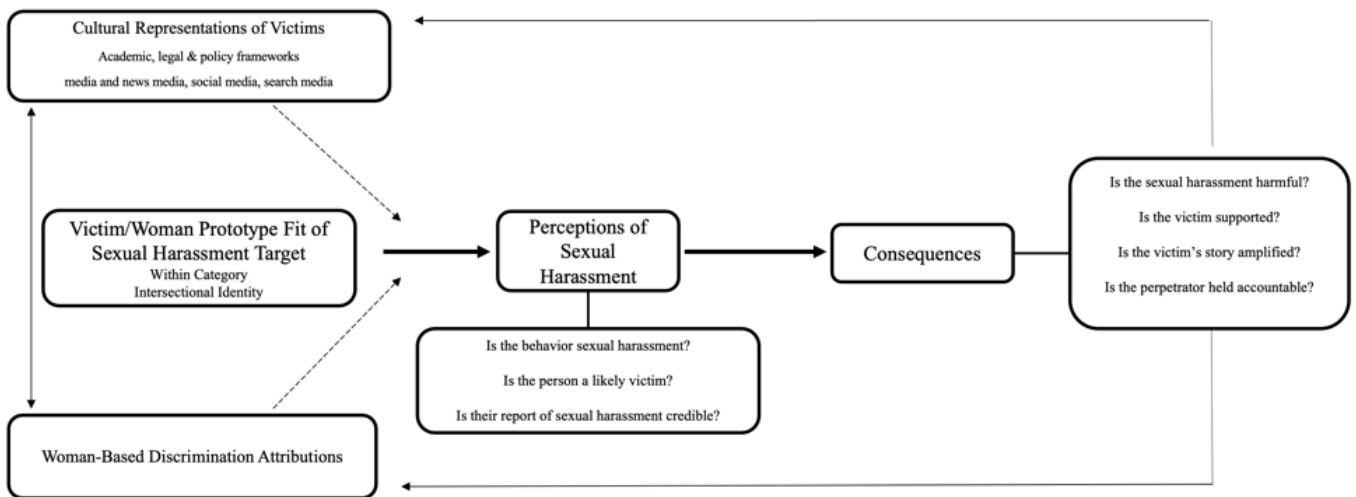 Cultural Representations of Victims
Academic, legal & policy frameworks
media and news media, social media, search media
Victim/Woman Prototype Fit of
Sexual Harassment Target
Within Category
Intersectional Identity
Perceptions of
Sexual
Harassment
Is the behavior sexual harassment?
Is the person a likely victim?
Is their report of sexual harassment credible?
Consequences
Is the sexual harassment harmful?
Is the victim supported?
Is the victim's story amplified?
Is the perpetrator held accountable?
Woman-Based Discrimination Attributions